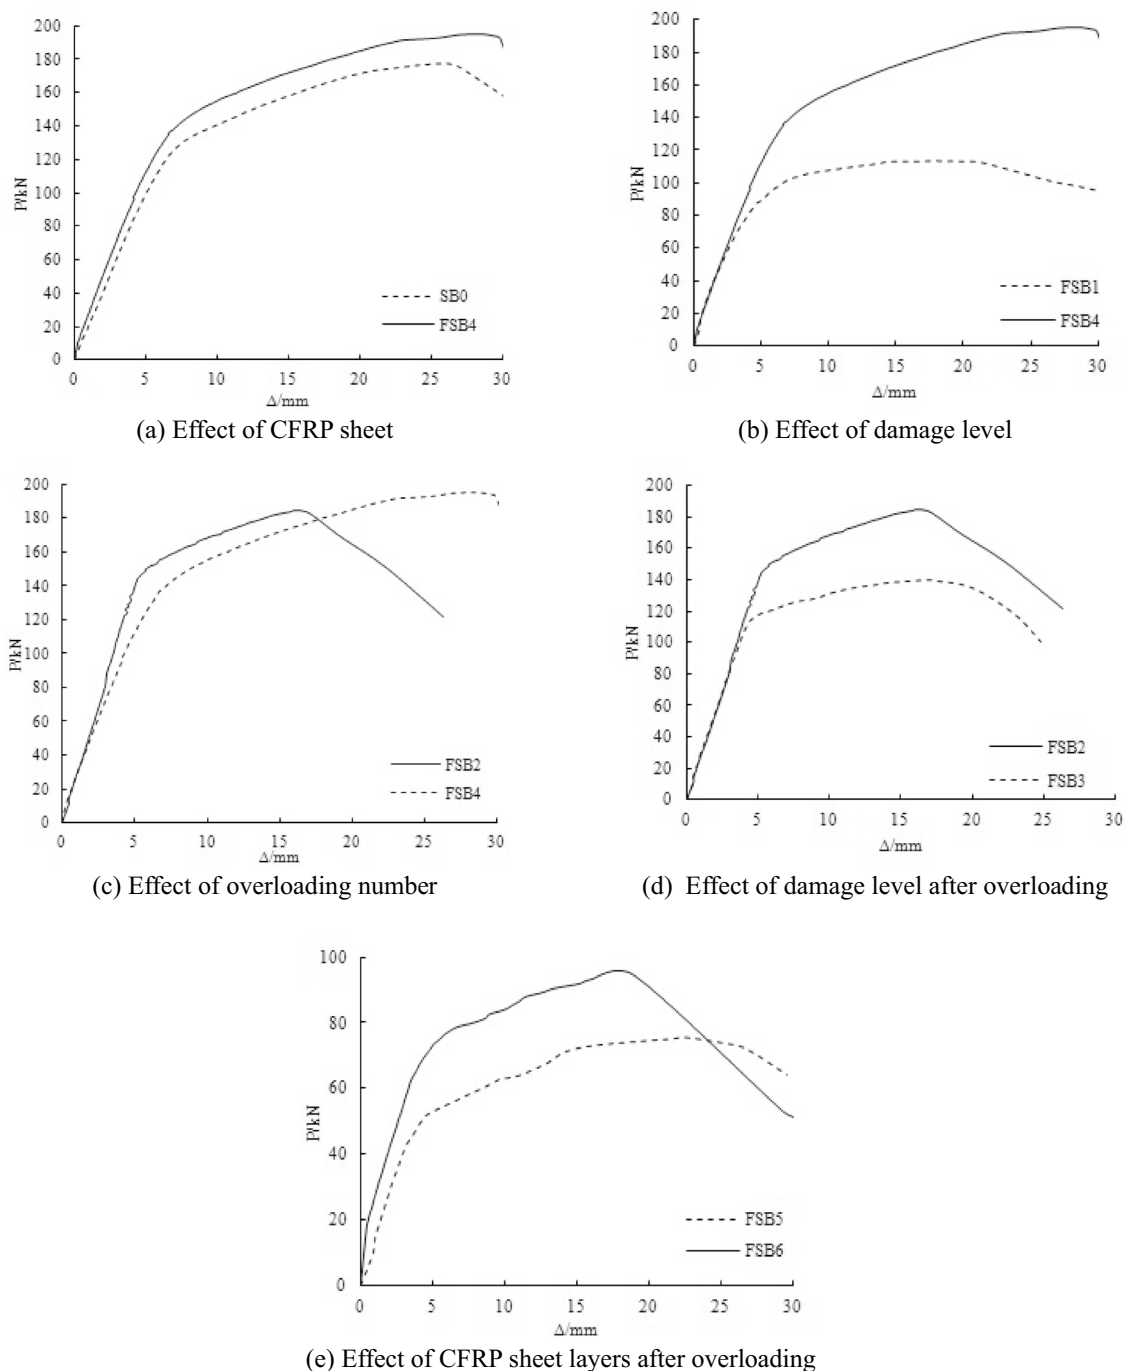 200
180
160
140
120
100
80
60
40
20
0
P/kN
SB0
FSB4
0 5 10 15 20 25 30
Δ/mm
(a) Effect of CFRP sheet
200
180
160
140
120
100
80
60
40
20
0
P/kN
FSB1
FSB4
0 5 10 15 20 25 30
Δ/mm
(b) Effect of damage level
200
180
160
140
120
100
80
60
40
20
0
P/kN
FSB2
FSB4
0 5 10 15 20 25 30
Δ/mm
(c) Effect of overloading number
200
180
160
140
120
100
80
60
40
20
0
P/kN
FSB2
FSB3
0 5 10 15 20 25 30
Δ/mm
(d) Effect of damage level after overloading
100
80
60
40
20
0
P/kN
FSB5
FSB6
0 5 10 15 20 25 30
Δ/mm
(e) Effect of CFRP sheet layers after overloading